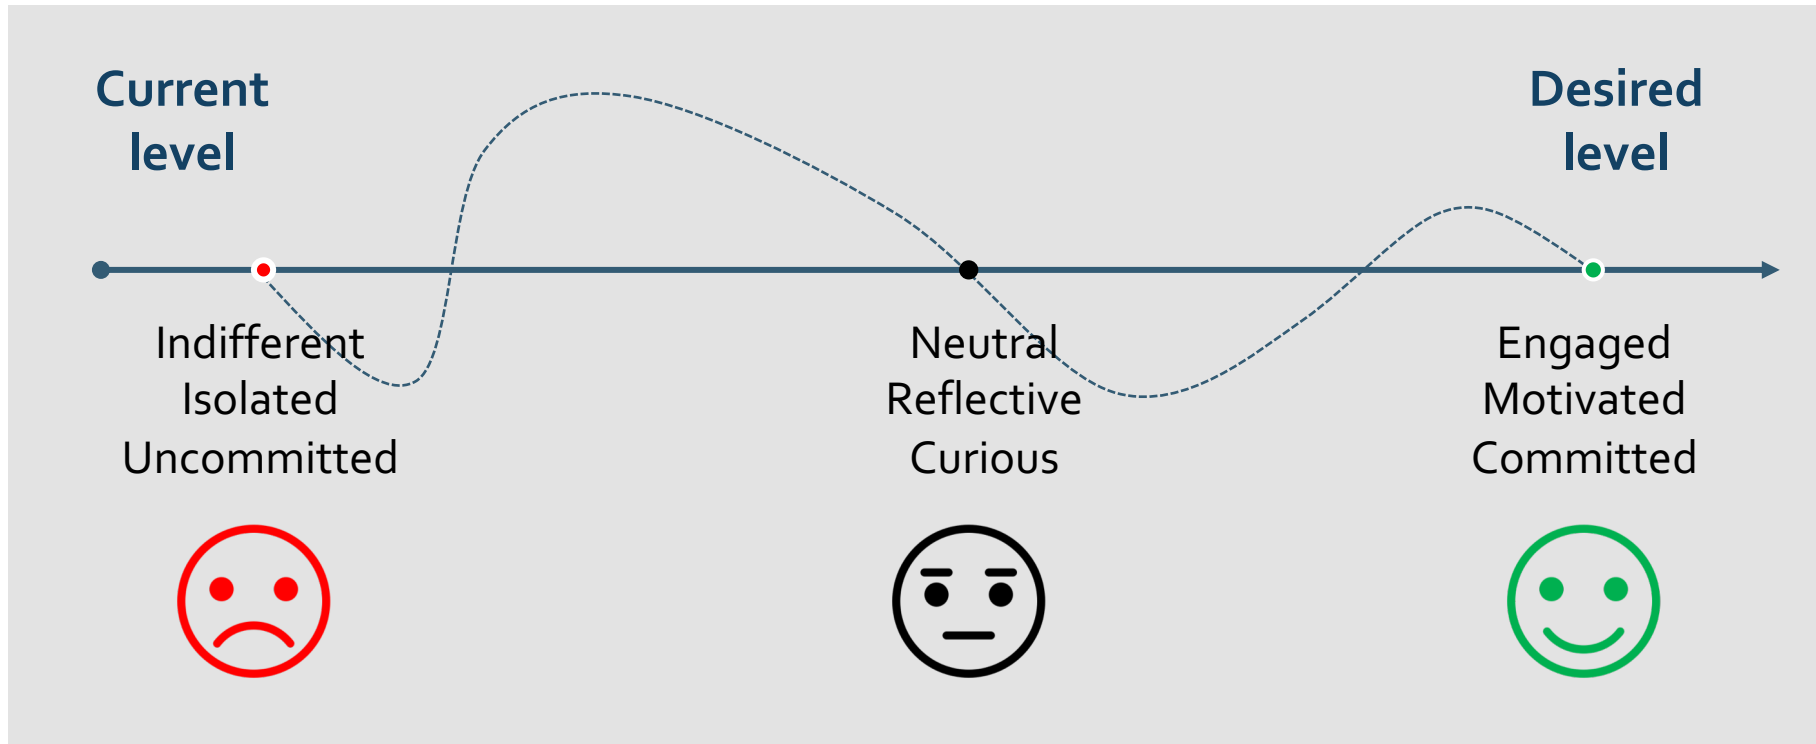 Current
level
Desired
level
Indifferent
Isolated
Uncommitted
Neutral
Reflective
Curious
Engaged
Motivated
Committed